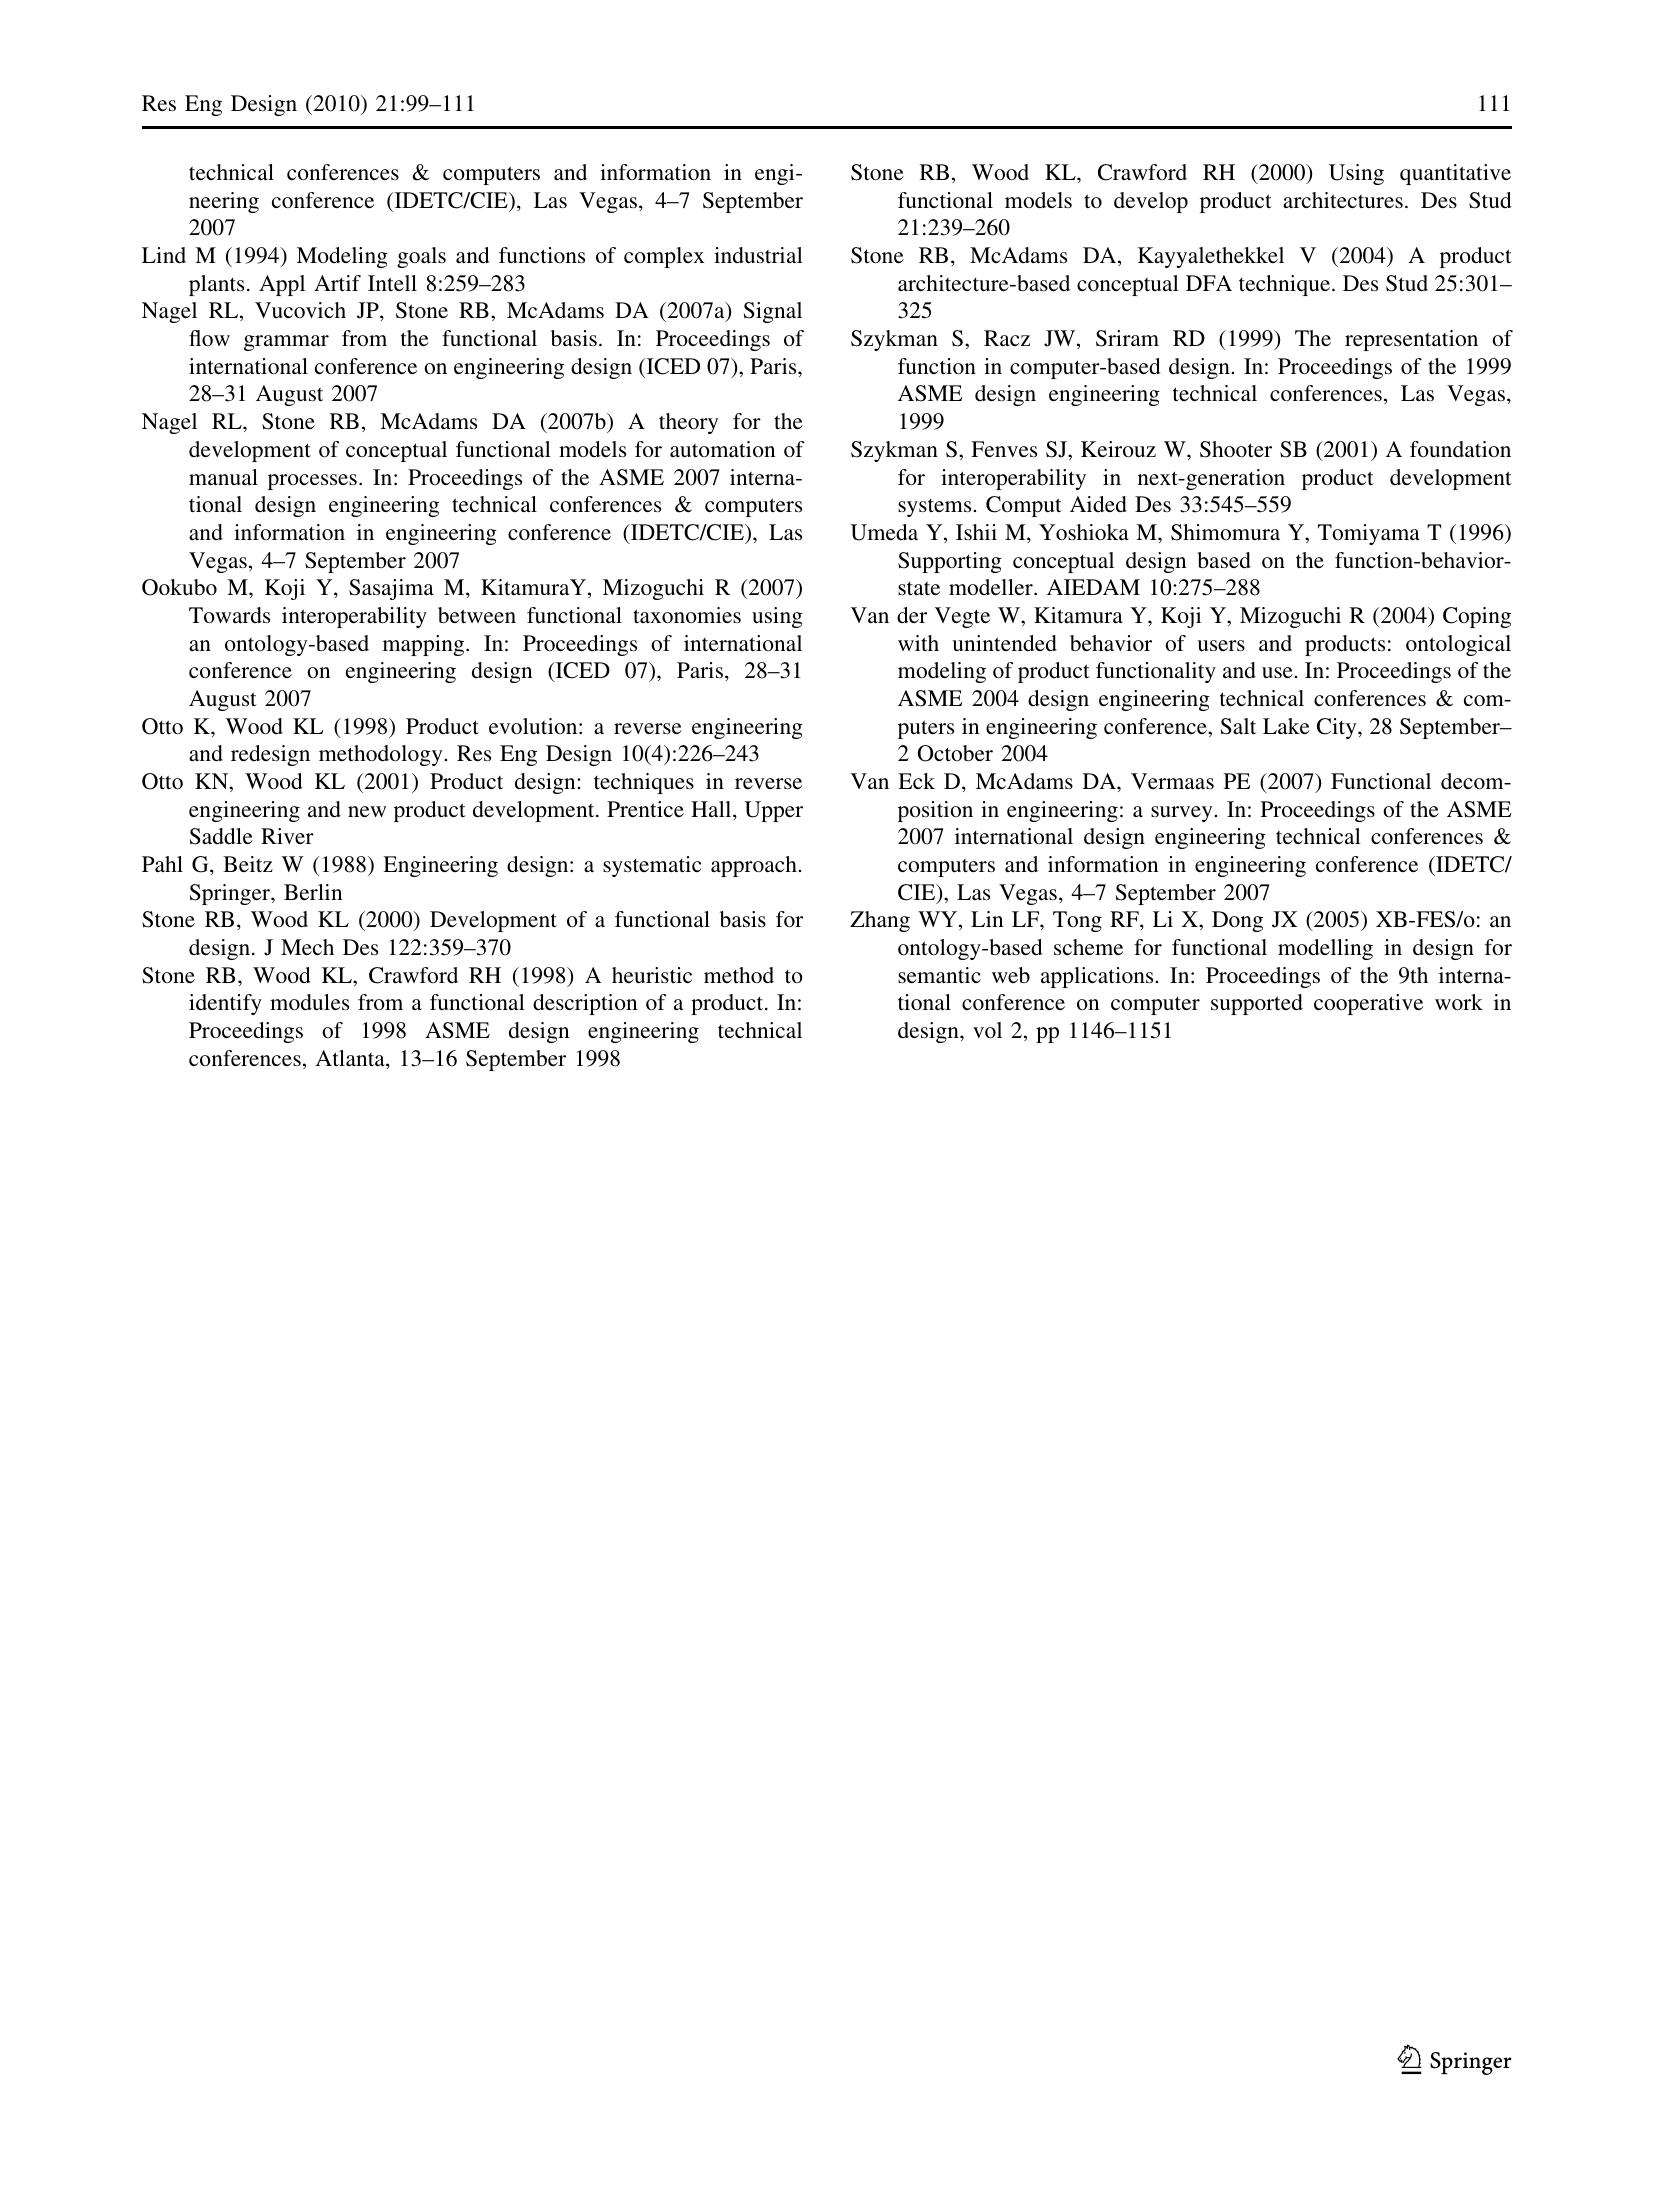 Res Eng Design (2010) 21:99–111 111
technical conferences & computers and information in engi-
neering conference (IDETC/CIE), Las Vegas, 4–7 September
2007
Lind M (1994) Modeling goals and functions of complex industrial
plants. Appl Artif Intell 8:259–283
Nagel RL, Vucovich JP, Stone RB, McAdams DA (2007a) Signal
flow grammar from the functional basis. In: Proceedings of
international conference on engineering design (ICED 07), Paris,
28–31 August 2007
Nagel RL, Stone RB, McAdams DA (2007b) A theory for the
development of conceptual functional models for automation of
manual processes. In: Proceedings of the ASME 2007 interna-
tional design engineering technical conferences & computers
and information in engineering conference (IDETC/CIE), Las
Vegas, 4–7 September 2007
Ookubo M, Koji Y, Sasajima M, KitamuraY, Mizoguchi R (2007)
Towards interoperability between functional taxonomies using
an ontology-based mapping. In: Proceedings of international
conference on engineering design (ICED 07), Paris, 28–31
August 2007
Otto K, Wood KL (1998) Product evolution: a reverse engineering
and redesign methodology. Res Eng Design 10(4):226–243
Otto KN, Wood KL (2001) Product design: techniques in reverse
engineering and new product development. Prentice Hall, Upper
Saddle River
Pahl G, Beitz W (1988) Engineering design: a systematic approach.
Springer, Berlin
Stone RB, Wood KL (2000) Development of a functional basis for
design. J Mech Des 122:359–370
Stone RB, Wood KL, Crawford RH (1998) A heuristic method to
identify modules from a functional description of a product. In:
Proceedings of 1998 ASME design engineering technical
conferences, Atlanta, 13–16 September 1998
Stone RB, Wood KL, Crawford RH (2000) Using quantitative
functional models to develop product architectures. Des Stud
21:239–260
Stone RB, McAdams DA, Kayyalethekkel V (2004) A product
architecture-based conceptual DFA technique. Des Stud 25:301–
325
Szykman S, Racz JW, Sriram RD (1999) The representation of
function in computer-based design. In: Proceedings of the 1999
ASME design engineering technical conferences, Las Vegas,
1999
Szykman S, Fenves SJ, Keirouz W, Shooter SB (2001) A foundation
for interoperability in next-generation product development
systems. Comput Aided Des 33:545–559
Umeda Y, Ishii M, Yoshioka M, Shimomura Y, Tomiyama T (1996)
Supporting conceptual design based on the function-behavior-
state modeller. AIEDAM 10:275–288
Van der Vegte W, Kitamura Y, Koji Y, Mizoguchi R (2004) Coping
with unintended behavior of users and products: ontological
modeling of product functionality and use. In: Proceedings of the
ASME 2004 design engineering technical conferences & com-
puters in engineering conference, Salt Lake City, 28 September–
2 October 2004
Van Eck D, McAdams DA, Vermaas PE (2007) Functional decom-
position in engineering: a survey. In: Proceedings of the ASME
2007 international design engineering technical conferences &
computers and information in engineering conference (IDETC/
CIE), Las Vegas, 4–7 September 2007
Zhang WY, Lin LF, Tong RF, Li X, Dong JX (2005) XB-FES/o: an
ontology-based scheme for functional modelling in design for
semantic web applications. In: Proceedings of the 9th interna-
tional conference on computer supported cooperative work in
design, vol 2, pp 1146–1151
Springer